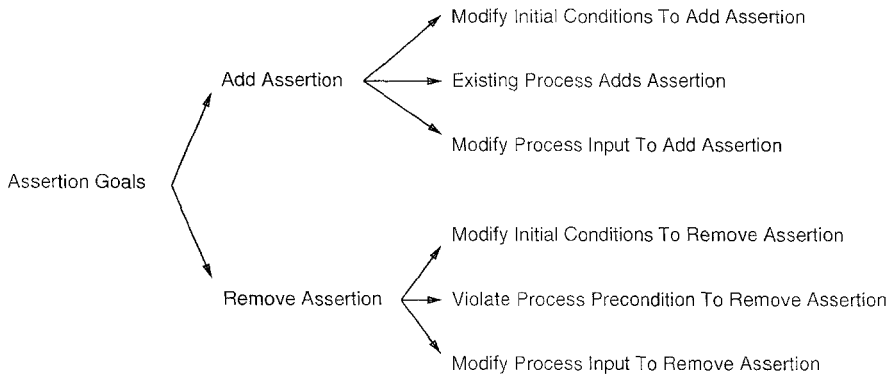 Modify Initial Conditions To Add Assertion
Add Assertion
Existing Process Adds Assertion
Modify Process Input To Add Assertion
Assertion Goals
Modify Initial Conditions To Remove Assertion
Remove Assertion
Violate Process Precondition To Remove Assertion
Modify Process Input To Remove Assertion